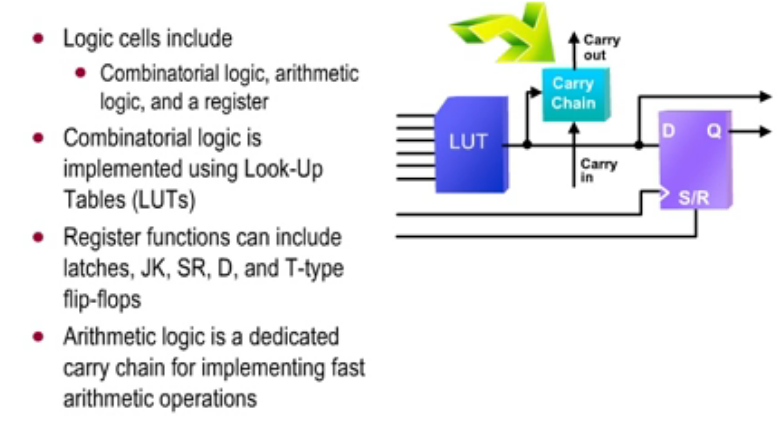 Logic cells include
Combinatorial logic, arithmetic
logic, and a register
Combinatorial logic is
implemented using Look-Up
Tables (LUTs)
Register functions can include
latches, JK, SR, D, and T-type
flip-flops
Arithmetic logic is a dedicated
carry chain for implementing fast
arithmetic operations
Carry
out
Carry
Chain
LUT
Carry
in
D Q
S/R